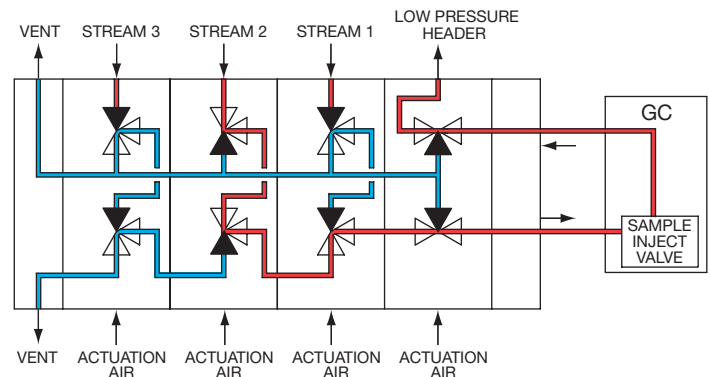 LOW PRESSURE
HEADER
VENT
STREAM 3
STREAM 2
STREAM 1
GC
SAMPLE
INJECT
VALVE
VENT
ACTUATION
AIR
ACTUATION
AIR
ACTUATION
AIR
ACTUATION
AIR